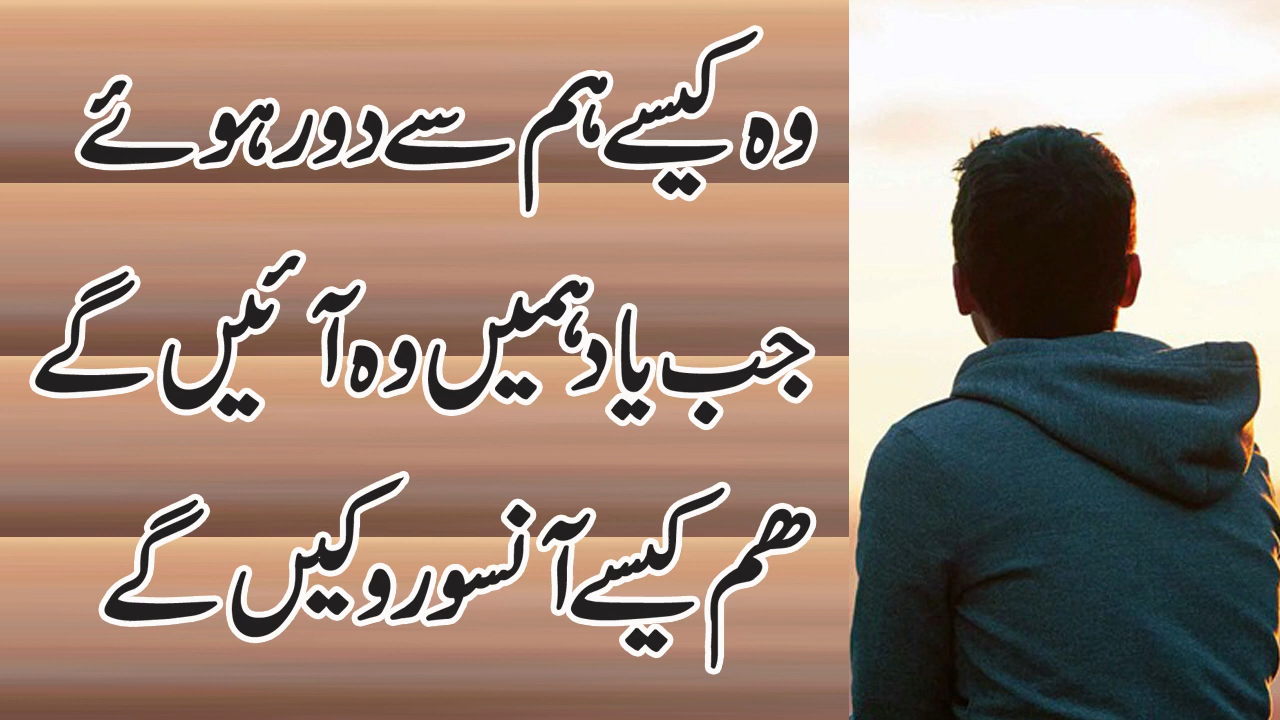 وہ کیسے ہم سے دور ہوئے
جب یاد ہمیں وہ آئیں گے
ھم کیسے آنسو روکیں گے